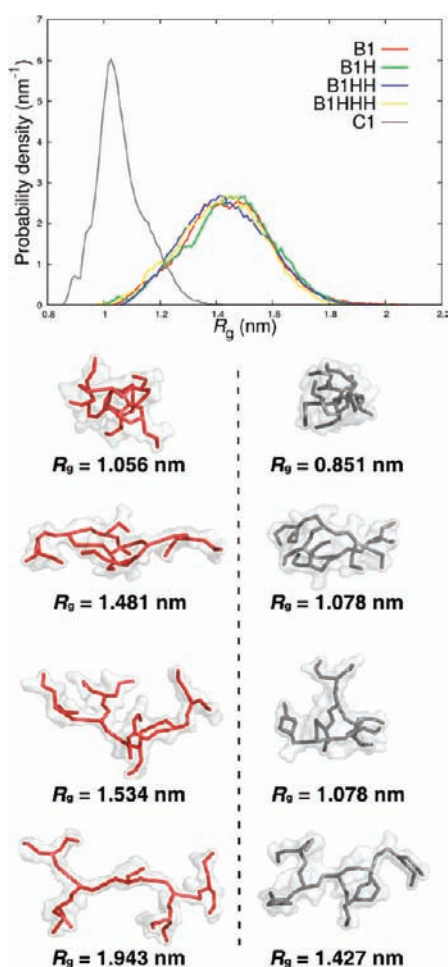 Probability density (nm⁻¹)
7
6
5
4
3
2
1
0
B1
B1H
B1HH
B1HHH
C1
0.8 1 1.2 1.4 1.6 1.8 2 2.2
Rg (nm)
Rg = 1.056 nm Rg = 0.851 nm
Rg = 1.481 nm Rg = 1.078 nm
Rg = 1.534 nm Rg = 1.078 nm
Rg = 1.943 nm Rg = 1.427 nm